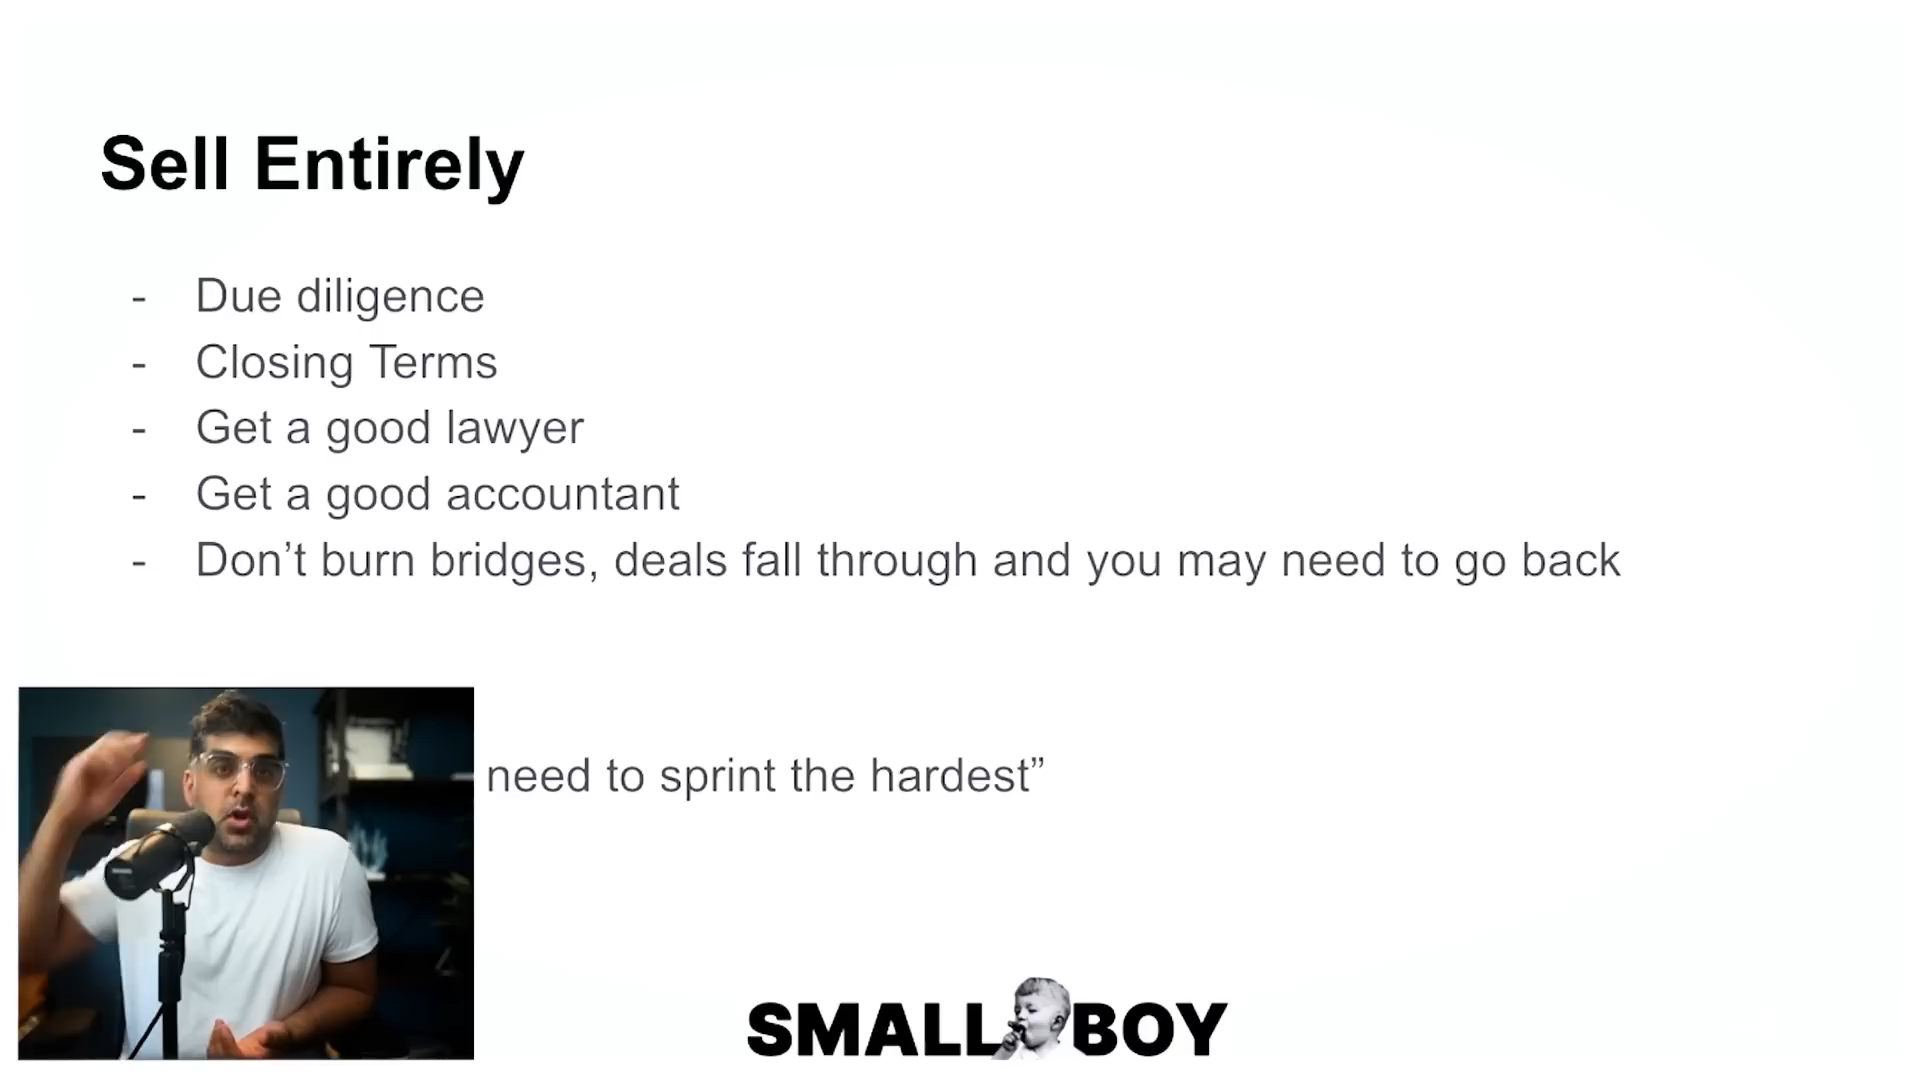 Sell Entirely
- Due diligence
- Closing Terms
- Get a good lawyer
- Get a good accountant
- Don’t burn bridges, deals fall through and you may need to go back
need to sprint the hardest”
SMALL BOY